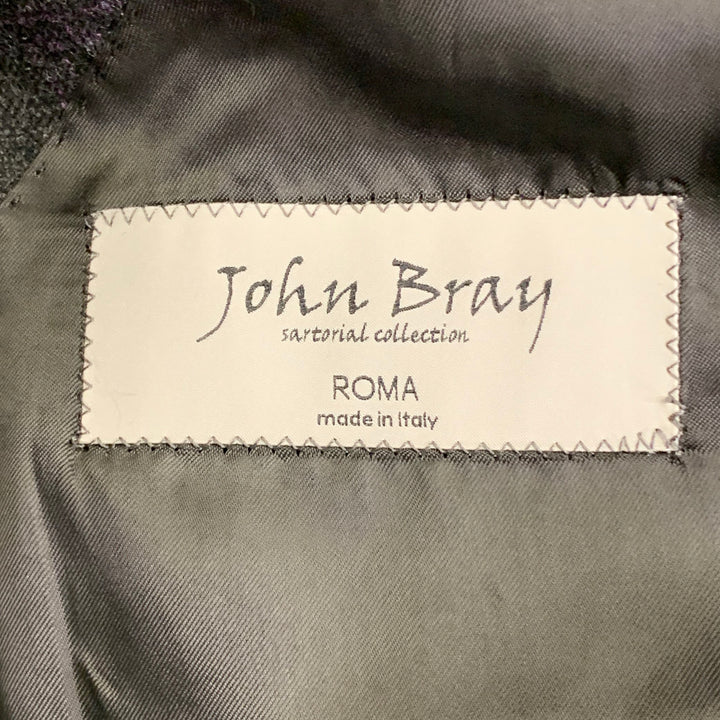 John Bray
sartorial collection
ROMA
made in Italy